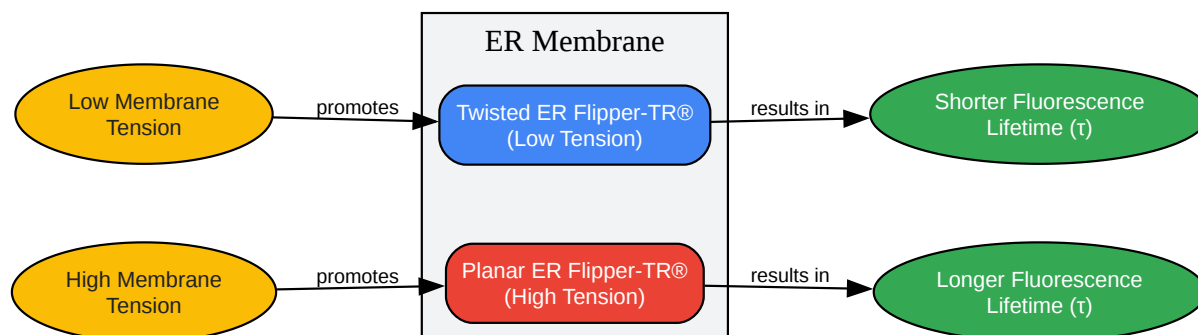 ER Membrane
Low Membrane
Tension
promotes
Twisted ER Flipper-TR®
(Low Tension)
results in
Shorter Fluorescence
Lifetime (τ)
High Membrane
Tension
promotes
Planar ER Flipper-TR®
(High Tension)
results in
Longer Fluorescence
Lifetime (τ)